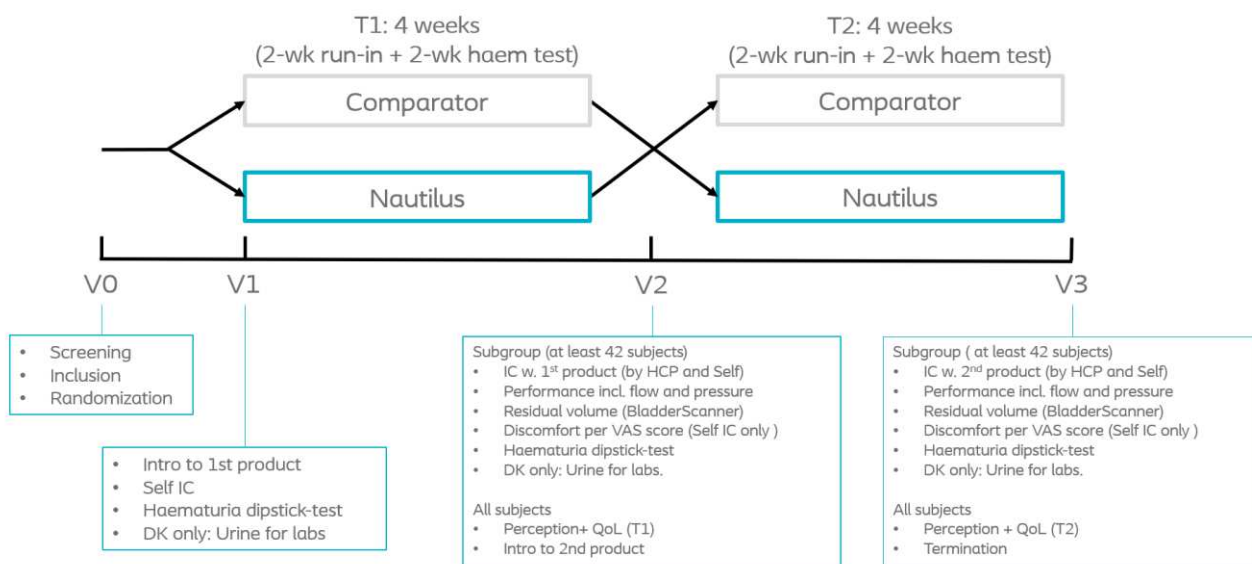 T1: 4 weeks
(2-wk run-in + 2-wk haem test)
T2: 4 weeks
(2-wk run-in + 2-wk haem test)
Comparator
Comparator
Nautilus
Nautilus
V0
V1
V2
V3
• Screening
• Inclusion
• Randomization
• Intro to 1st product
• Self IC
• Haematuria dipstick-test
• DK only: Urine for labs
Subgroup (at least 42 subjects)
• IC w. 1st product (by HCP and Self)
• Performance incl. flow and pressure
• Residual volume (BladderScanner)
• Discomfort per VAS score (Self IC only )
• Haematuria dipstick-test
• DK only: Urine for labs.
All subjects
• Perception+ QoL (T1)
• Intro to 2nd product
Subgroup ( at least 42 subjects)
• IC w. 2nd product (by HCP and Self)
• Performance incl. flow and pressure
• Residual volume (BladderScanner)
• Discomfort per VAS score (Self IC only )
• Haematuria dipstick-test
• DK only: Urine for labs.
All subjects
• Perception + QoL (T2)
• Termination